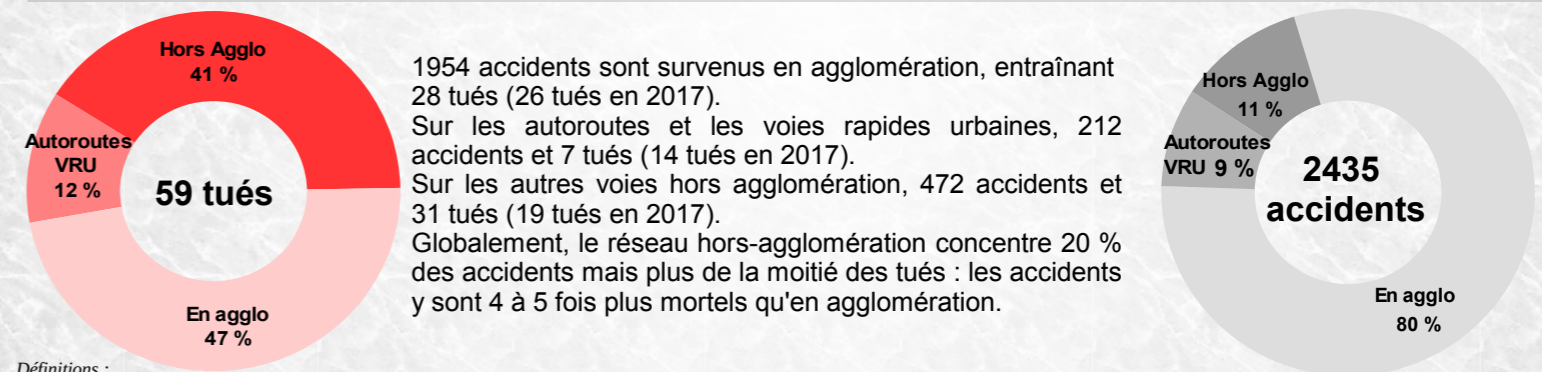 Hors Agglo
41 %
Autoroutes
VRU
12 %
59 tués
En agglo
47 %
1954 accidents sont survenus en agglomération, entraînant
28 tués (26 tués en 2017).
Sur les autoroutes et les voies rapides urbaines, 212
accidents et 7 tués (14 tués en 2017).
Sur les autres voies hors agglomération, 472 accidents et
31 tués (19 tués en 2017).
Globalement, le réseau hors-agglomération concentre 20 %
des accidents mais plus de la moitié des tués : les accidents
y sont 4 à 5 fois plus mortels qu'en agglomération.
Hors Agglo
11 %
Autoroutes
VRU 9 %
2435
accidents
En agglo
80 %
Définitions :